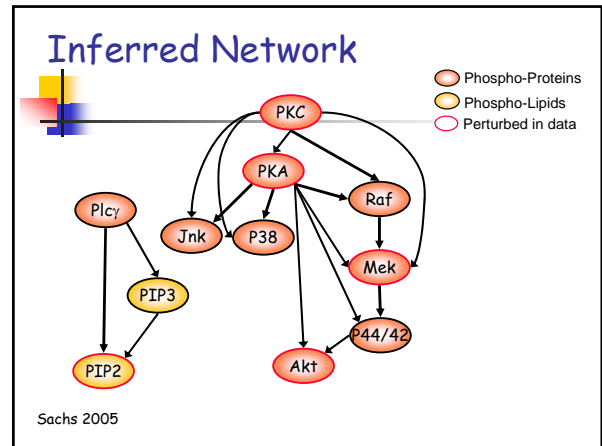 Inferred Network
Phospho-Proteins
Phospho-Lipids
Perturbed in data
PKC
PKA
Raf
Plcγ
Jnk
P38
Mek
PIP3
P44/42
Akt
PIP2
Sachs 2005